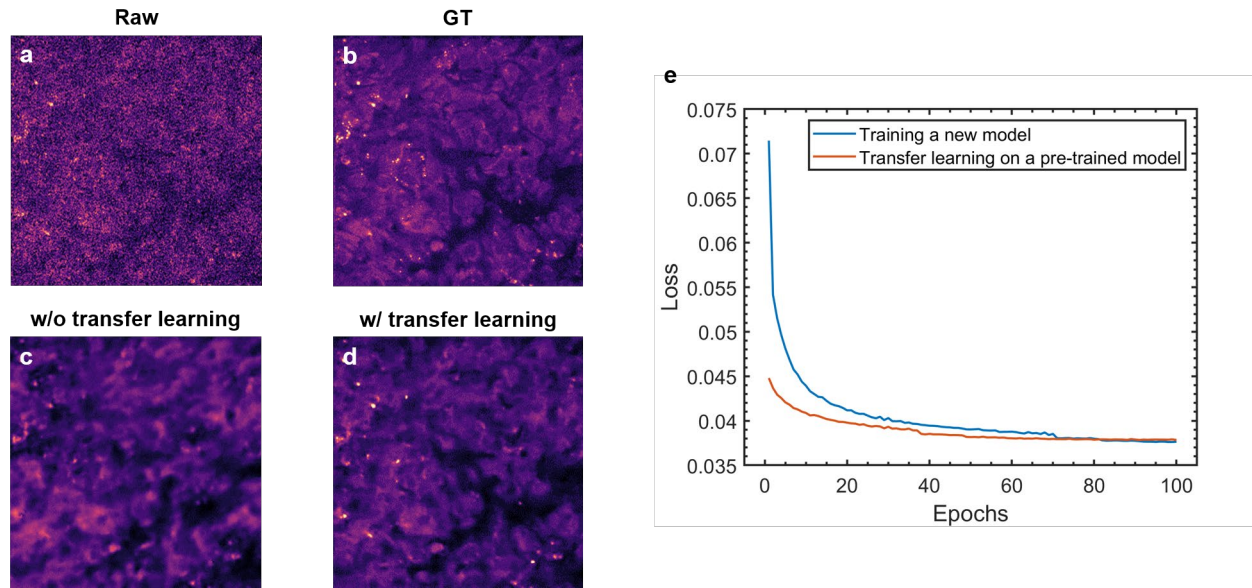 Raw
GT
a
b
w/o transfer learning
w/ transfer learning
c
d
e
0.075
0.07
0.065
0.06
0.055
0.05
0.045
0.04
0.035
Loss
Training a new model
Transfer learning on a pre-trained model
0
20
40
60
80
100
Epochs